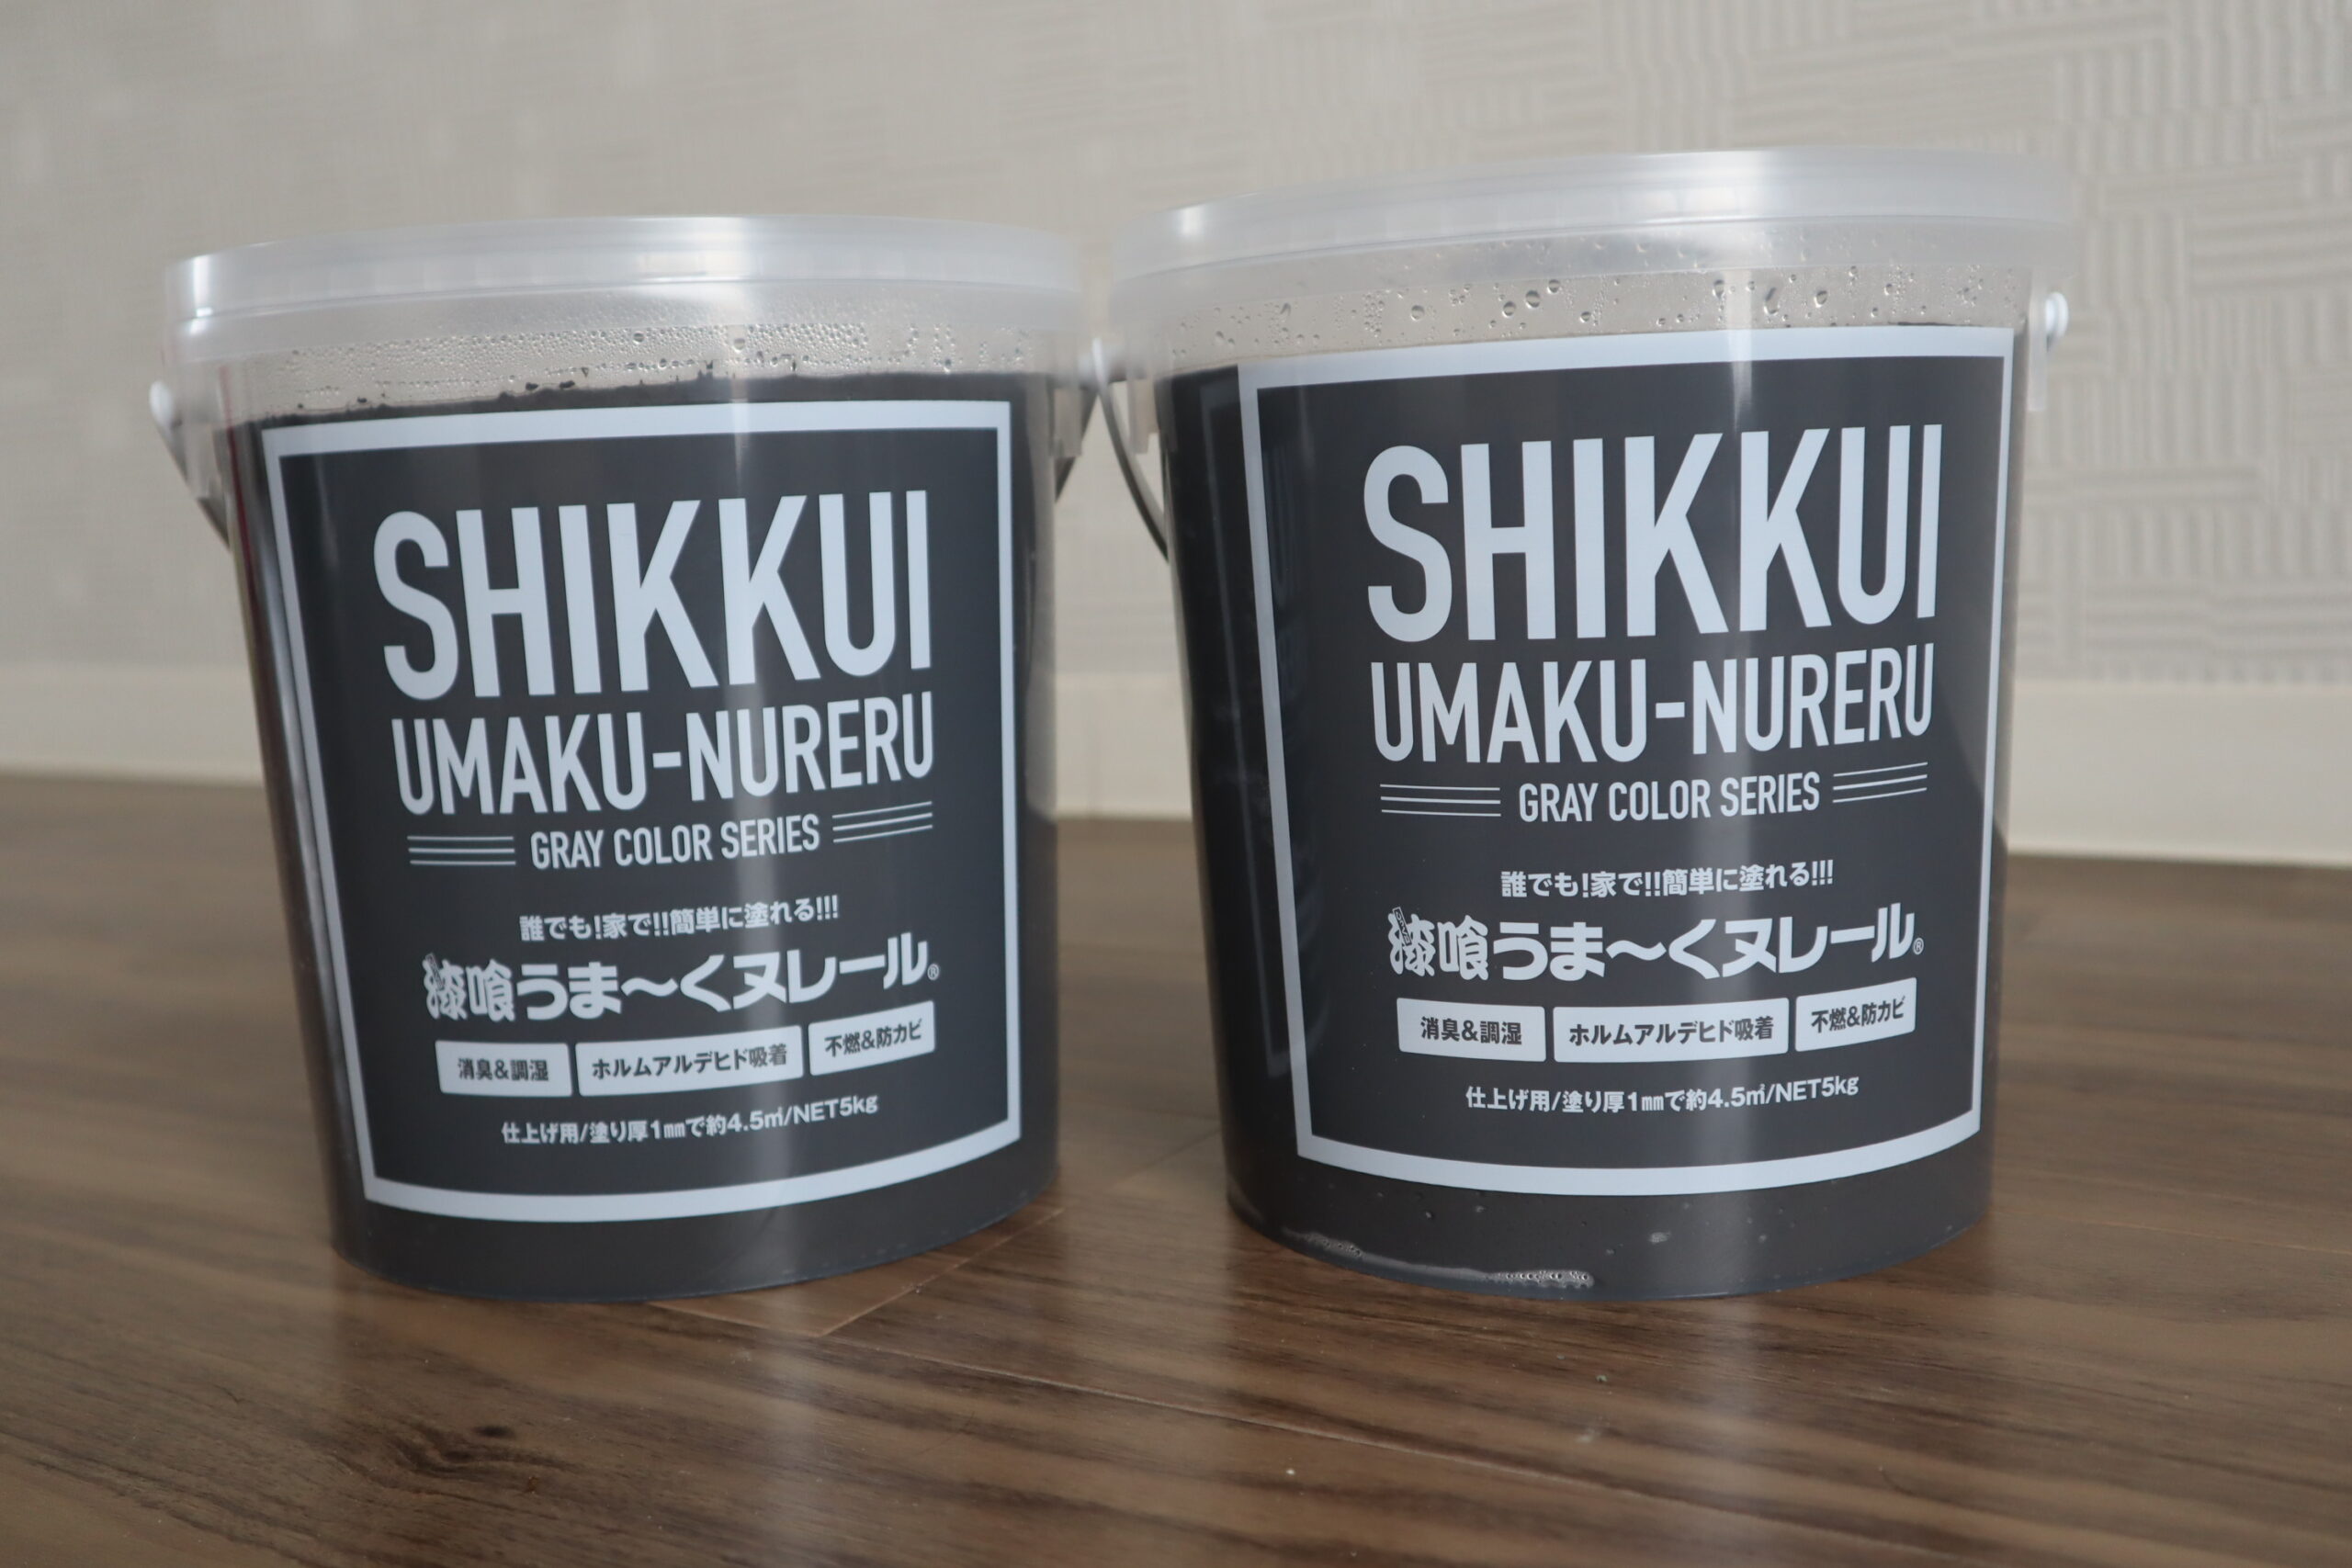 SHIKKUI
UMAKU-NURERU
GRAY COLOR SERIES
誰でも!家で!!簡単に塗れる!!!
漆喰うま〜くヌレール®
消臭&調湿 ホルムアルデヒド吸着 不燃&防カビ
仕上げ用/塗り厚1㎜で約4.5㎡/NET5kg
SHIKKUI
UMAKU-NURERU
GRAY COLOR SERIES
誰でも!家で!!簡単に塗れる!!!
漆喰うま〜くヌレール®
消臭&調湿 ホルムアルデヒド吸着 不燃&防カビ
仕上げ用/塗り厚1㎜で約4.5㎡/NET5kg